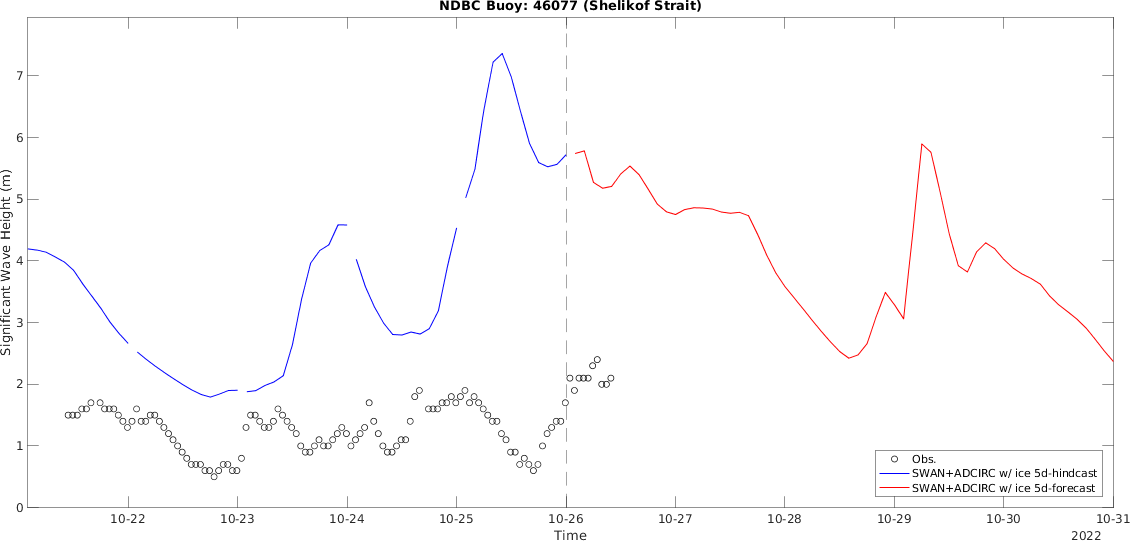 NDBC Buoy: 46077 (Shelikof Strait)
Significant Wave Height (m)
7
6
5
4
3
2
1
0
Obs.
SWAN+ADCIRC w/ ice 5d-hindcast
SWAN+ADCIRC w/ ice 5d-forecast
10-22 10-23 10-24 10-25 10-26 10-27 10-28 10-29 10-30 10-31
Time
2022